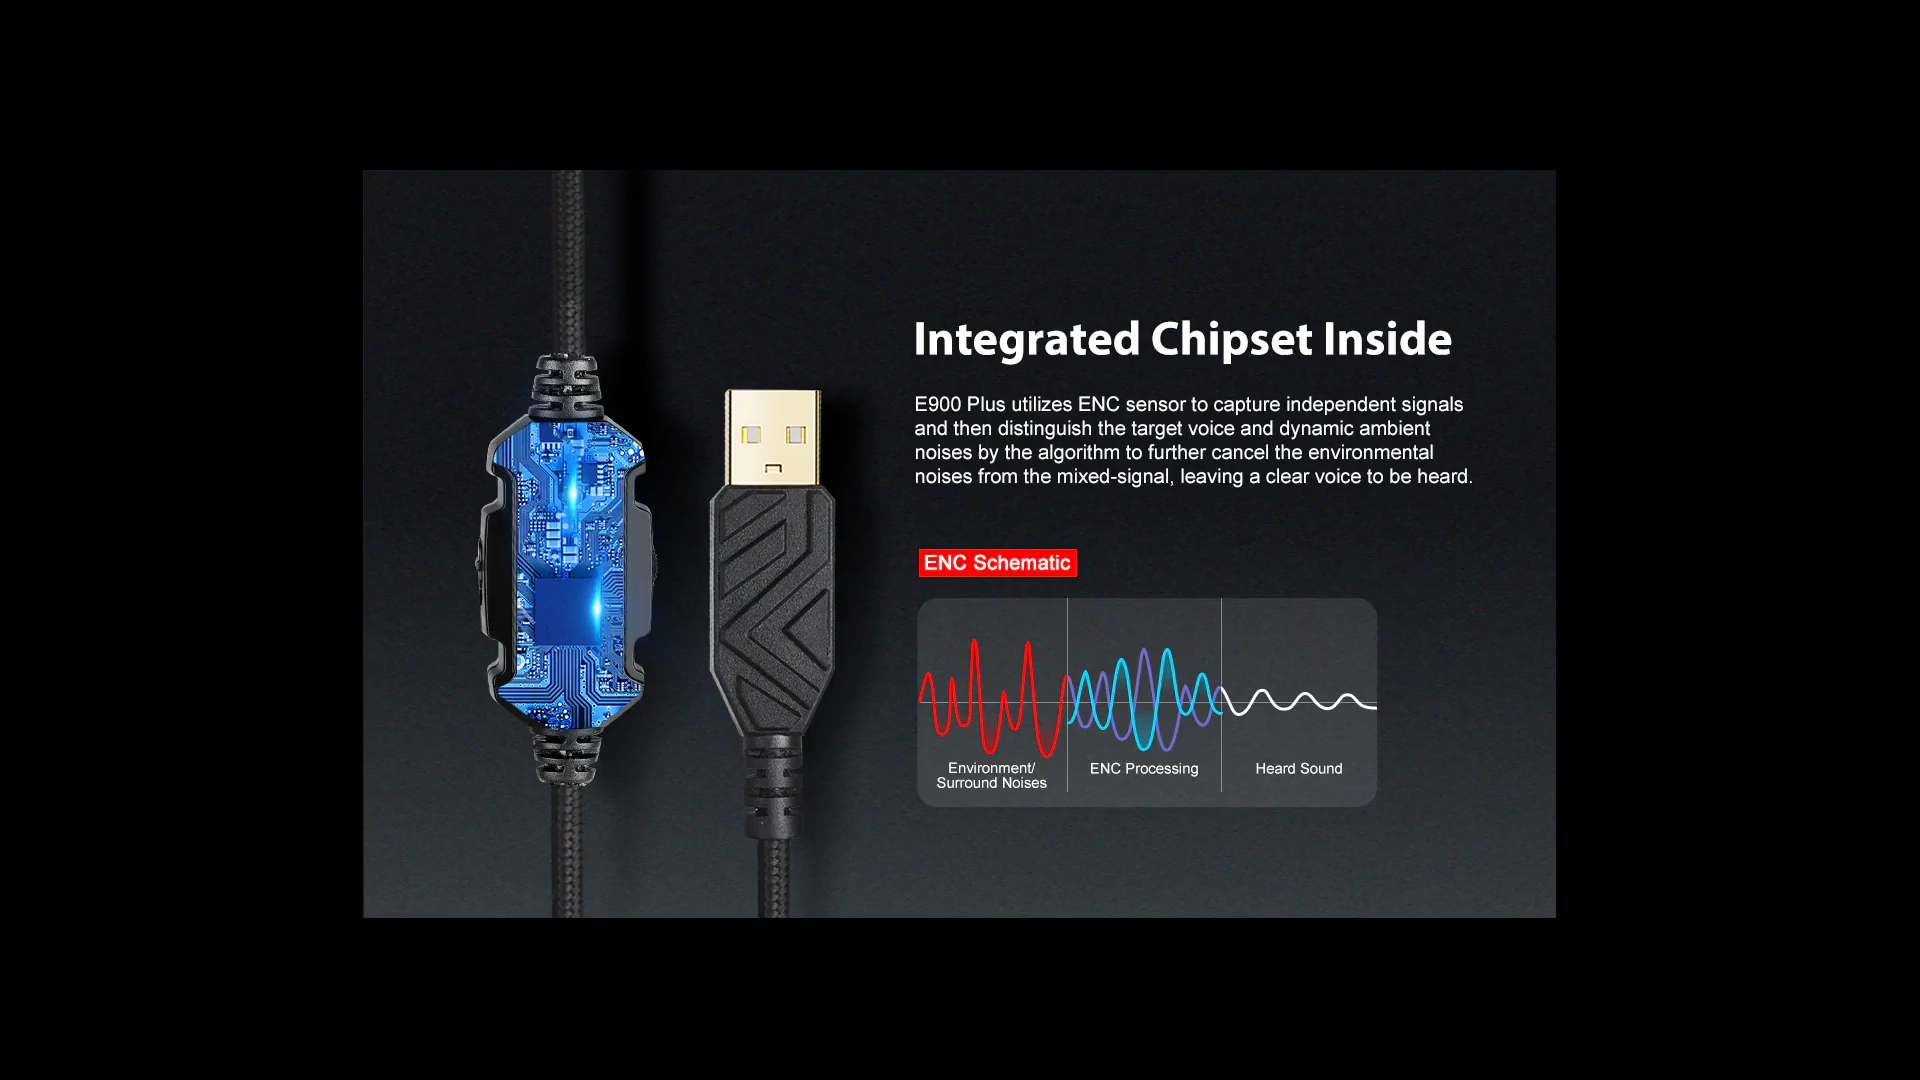 Integrated Chipset Inside
E900 Plus utilizes ENC sensor to capture independent signals
and then distinguish the target voice and dynamic ambient
noises by the algorithm to further cancel the environmental
noises from the mixed-signal, leaving a clear voice to be heard.
ENC Schematic
Environment/
Surround Noises
ENC Processing
Heard Sound